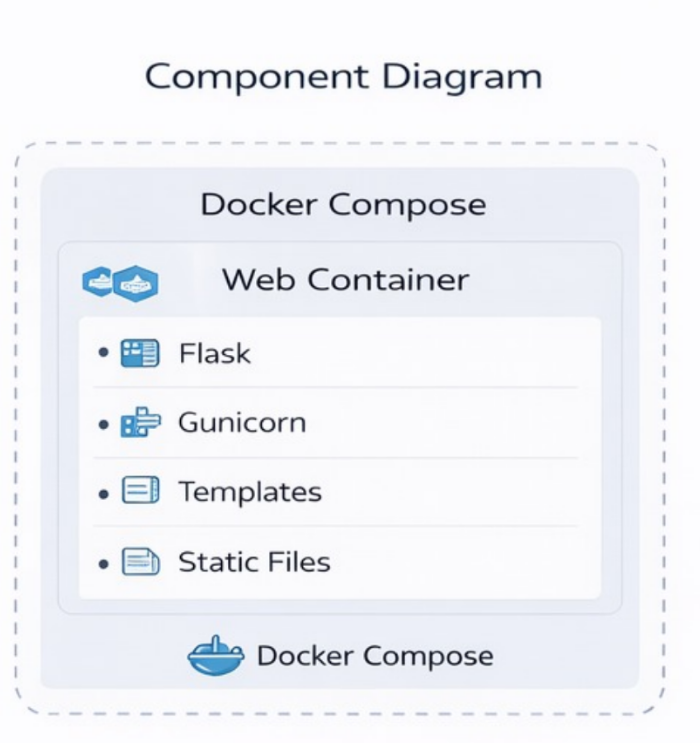 Component Diagram
Docker Compose
Web Container
• Flask
• Gunicorn
• Templates
• Static Files
Docker Compose